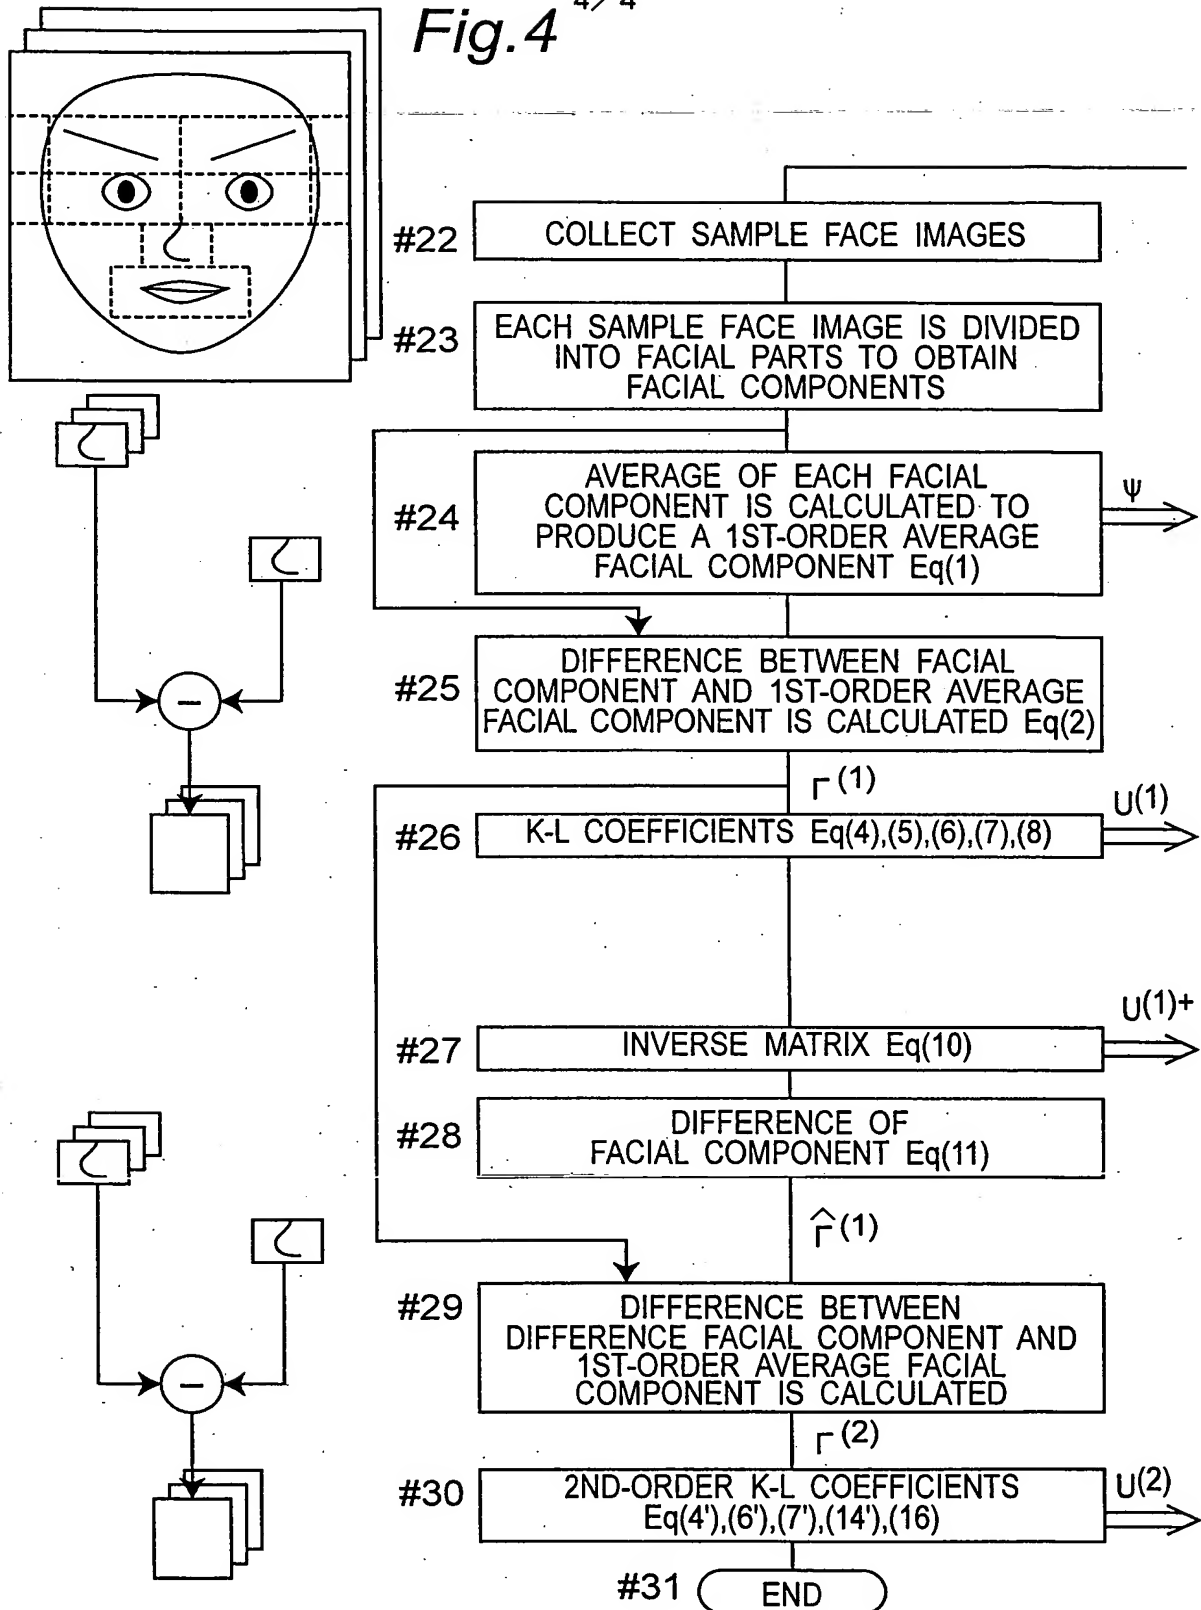 4/4
Fig.4
#22
COLLECT SAMPLE FACE IMAGES
#23
EACH SAMPLE FACE IMAGE IS DIVIDED
INTO FACIAL PARTS TO OBTAIN
FACIAL COMPONENTS
#24
AVERAGE OF EACH FACIAL
COMPONENT IS CALCULATED TO
PRODUCE A 1ST-ORDER AVERAGE
FACIAL COMPONENT Eq(1)
Ψ
#25
DIFFERENCE BETWEEN FACIAL
COMPONENT AND 1ST-ORDER AVERAGE
FACIAL COMPONENT IS CALCULATED Eq(2)
−
Γ(1)
#26
K-L COEFFICIENTS Eq(4),(5),(6),(7),(8)
U(1)
#27
INVERSE MATRIX Eq(10)
U(1)+
#28
DIFFERENCE OF
FACIAL COMPONENT Eq(11)
Γ̂(1)
#29
DIFFERENCE BETWEEN
DIFFERENCE FACIAL COMPONENT AND
1ST-ORDER AVERAGE FACIAL
COMPONENT IS CALCULATED
−
Γ(2)
#30
2ND-ORDER K-L COEFFICIENTS
Eq(4'),(6'),(7'),(14'),(16)
U(2)
#31
END